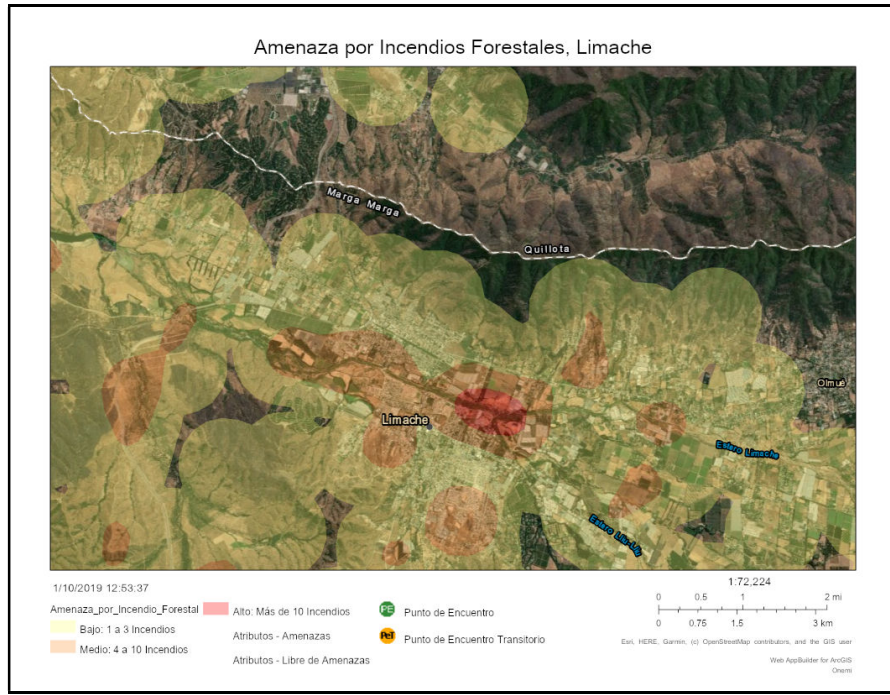 Amenaza por Incendios Forestales, Limache
Marga Marga
Quillota
Olmué
Limache
Estero Limache
Estero Lliu-Lliu
1/10/2019 12:53:37
Amenaza_por_Incendio_Forestal
Bajo: 1 a 3 Incendios
Medio: 4 a 10 Incendios
Alto: Más de 10 Incendios
Atributos - Amenazas
Atributos - Libre de Amenazas
PE Punto de Encuentro
PeT Punto de Encuentro Transitorio
1:72,224
0 0.5 1 2 mi
0 0.75 1.5 3 km
Esri, HERE, Garmin, (c) OpenStreetMap contributors, and the GIS user
Web AppBuilder for ArcGIS
Onemi